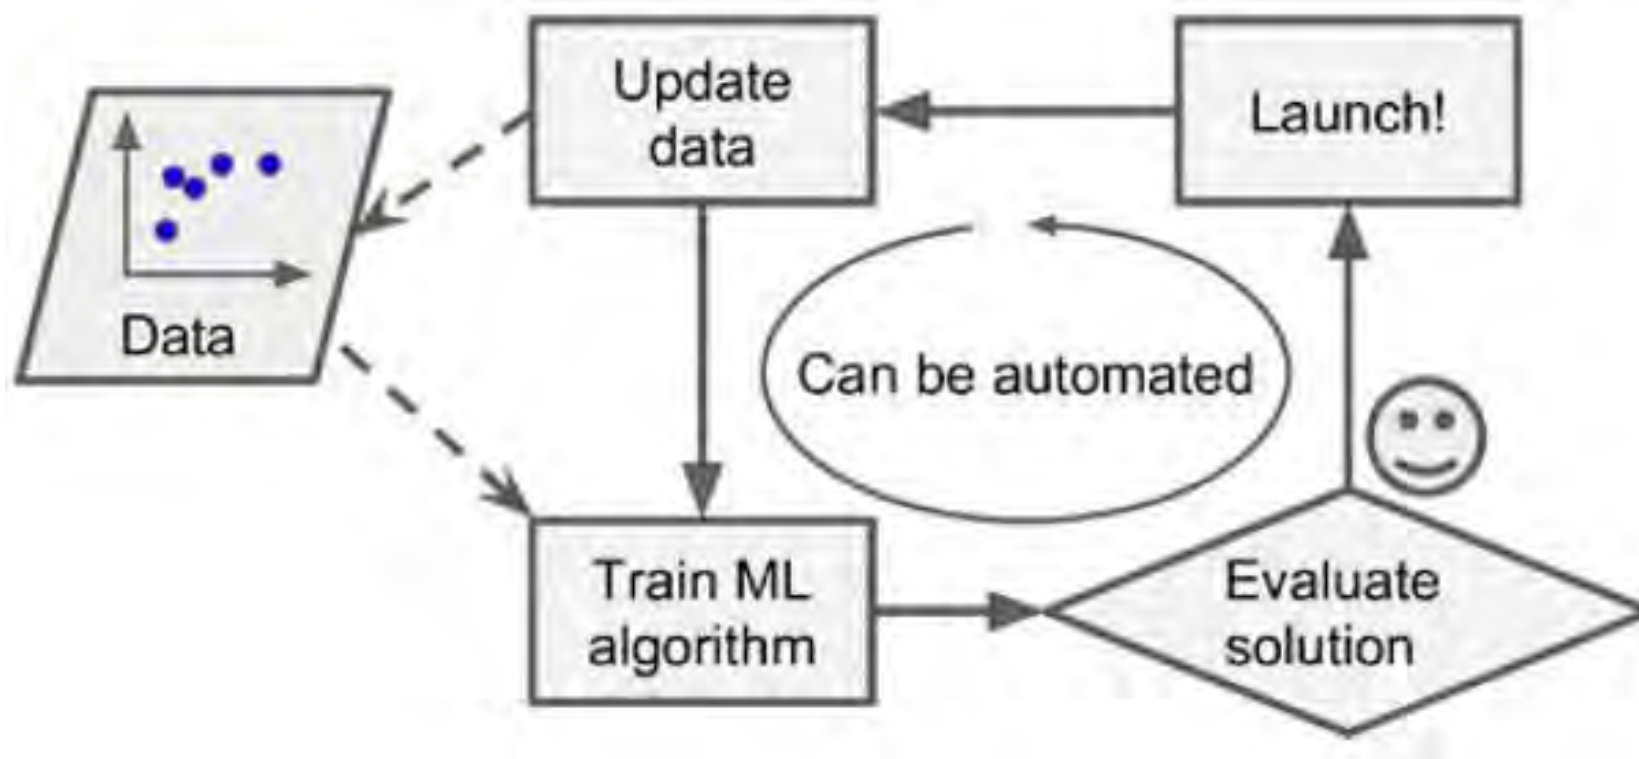 Update
data
Launch!
Data
Can be automated
Train ML
algorithm
Evaluate
solution